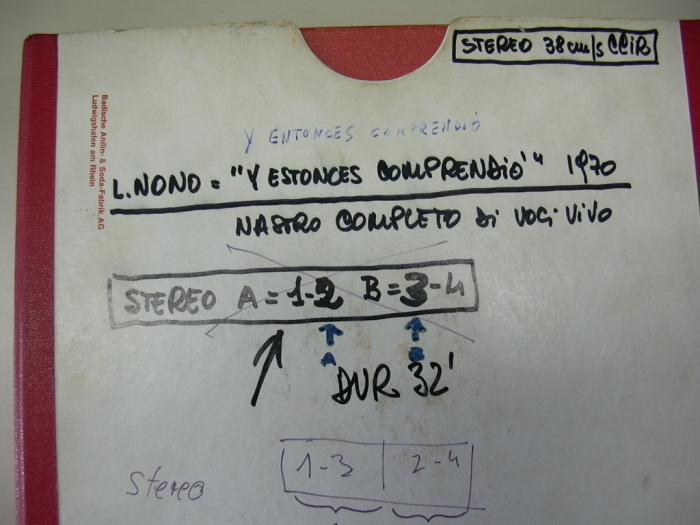 STEREO 38 cm/s CCiR
Badische Anilin- & Soda-Fabrik AG
Ludwigshafen am Rhein
Y ENTONCES COMPRENDIÓ
L. NONO = "Y ESTONCES COMPRENDIÓ" 1970
NASTRO COMPLETO di VOCi ViVO
STEREO A = 1-2 B = 3-4
A B
DUR 32'
1-3 2-4
Stereo